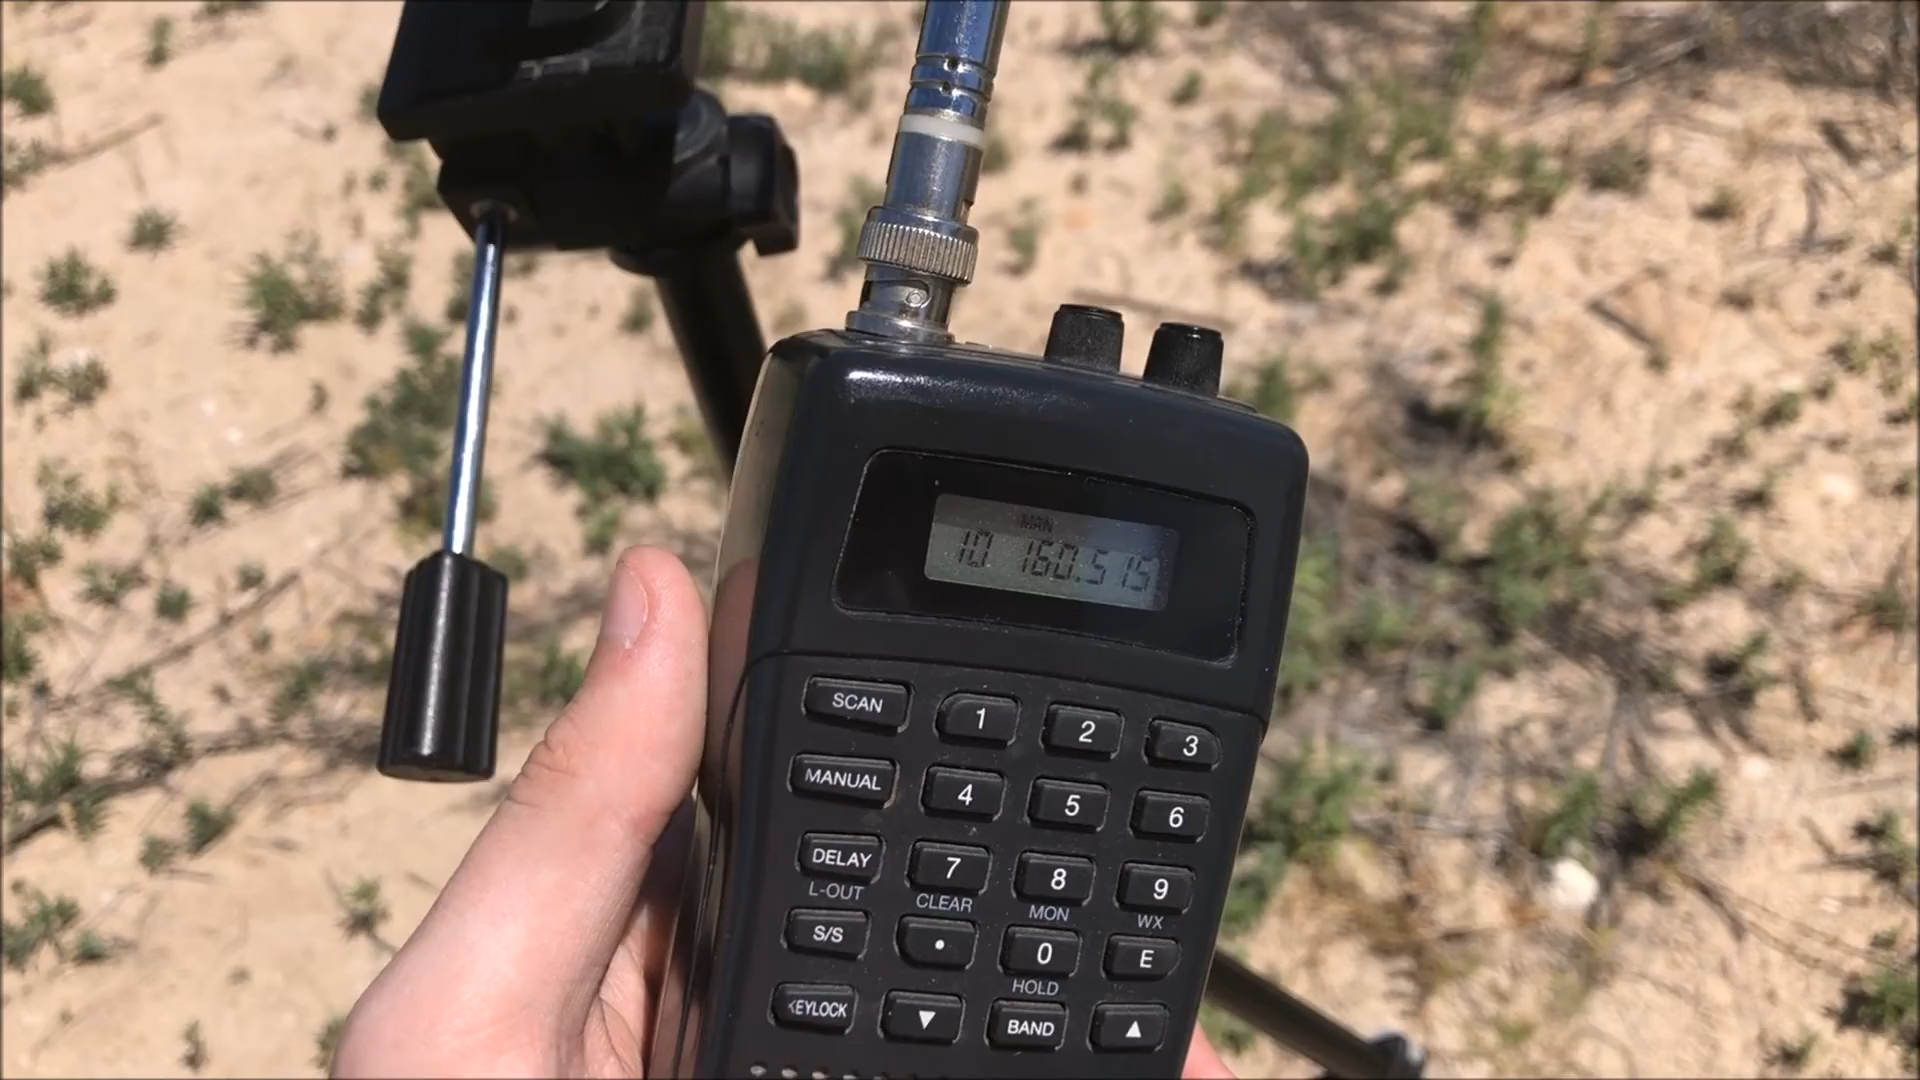 MAN
10 160.515
SCAN 1 2 3
MANUAL 4 5 6
DELAY 7 8 9
L-OUT CLEAR MON WX
S/S • 0 E
HOLD
KEYLOCK ▼ BAND ▲